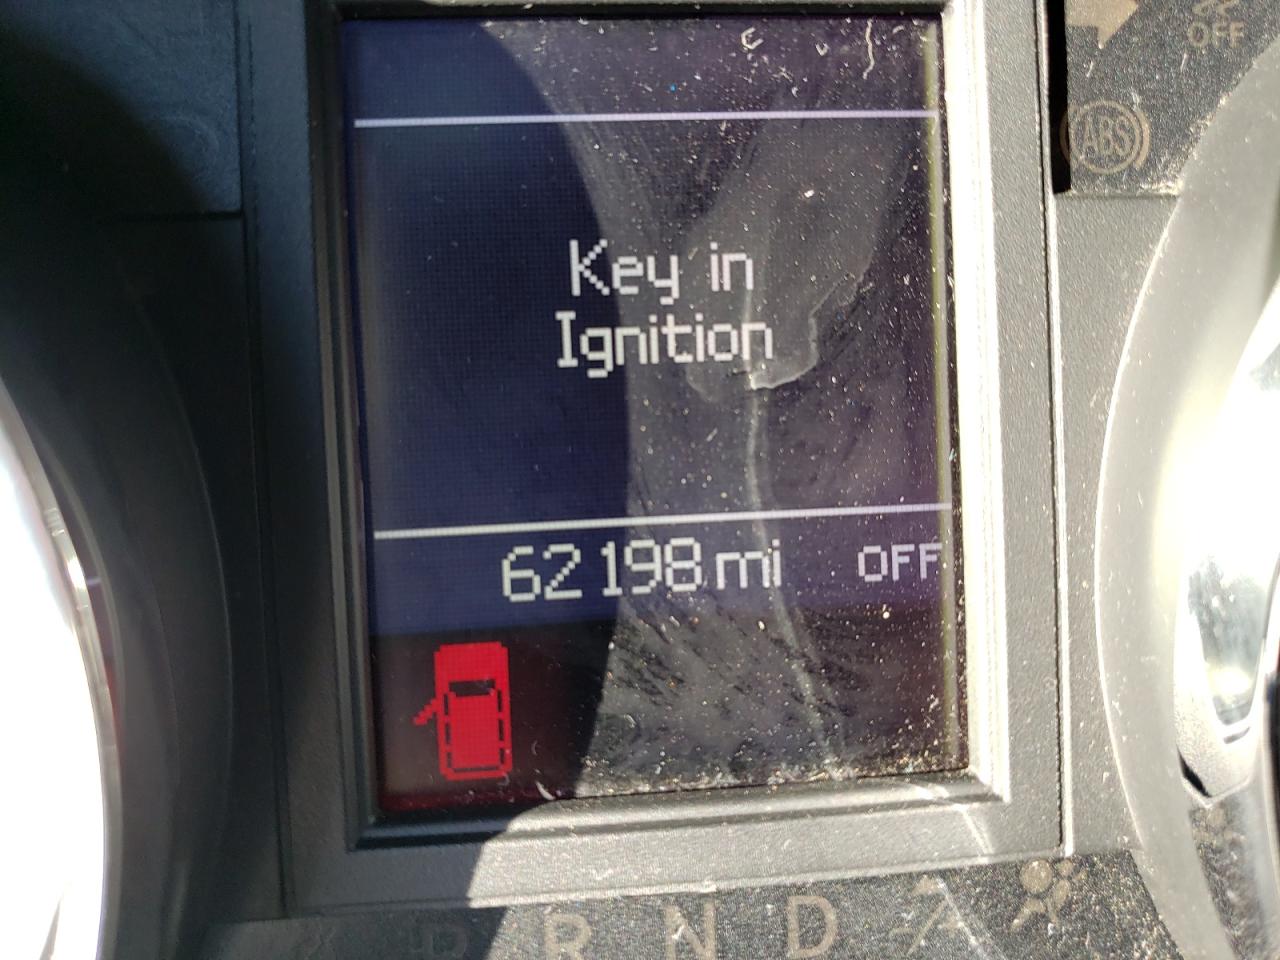 OFF
ABS
Key in
Ignition
62198 mi OFF
R N D